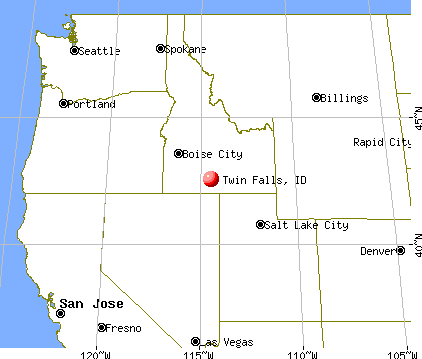 Seattle
Spokane
Billings
Portland
45°N
Rapid City
Boise City
Twin Falls, ID
Salt Lake City
40°N
Denver
San Jose
Fresno
Las Vegas
120°W
115°W
110°W
105°W